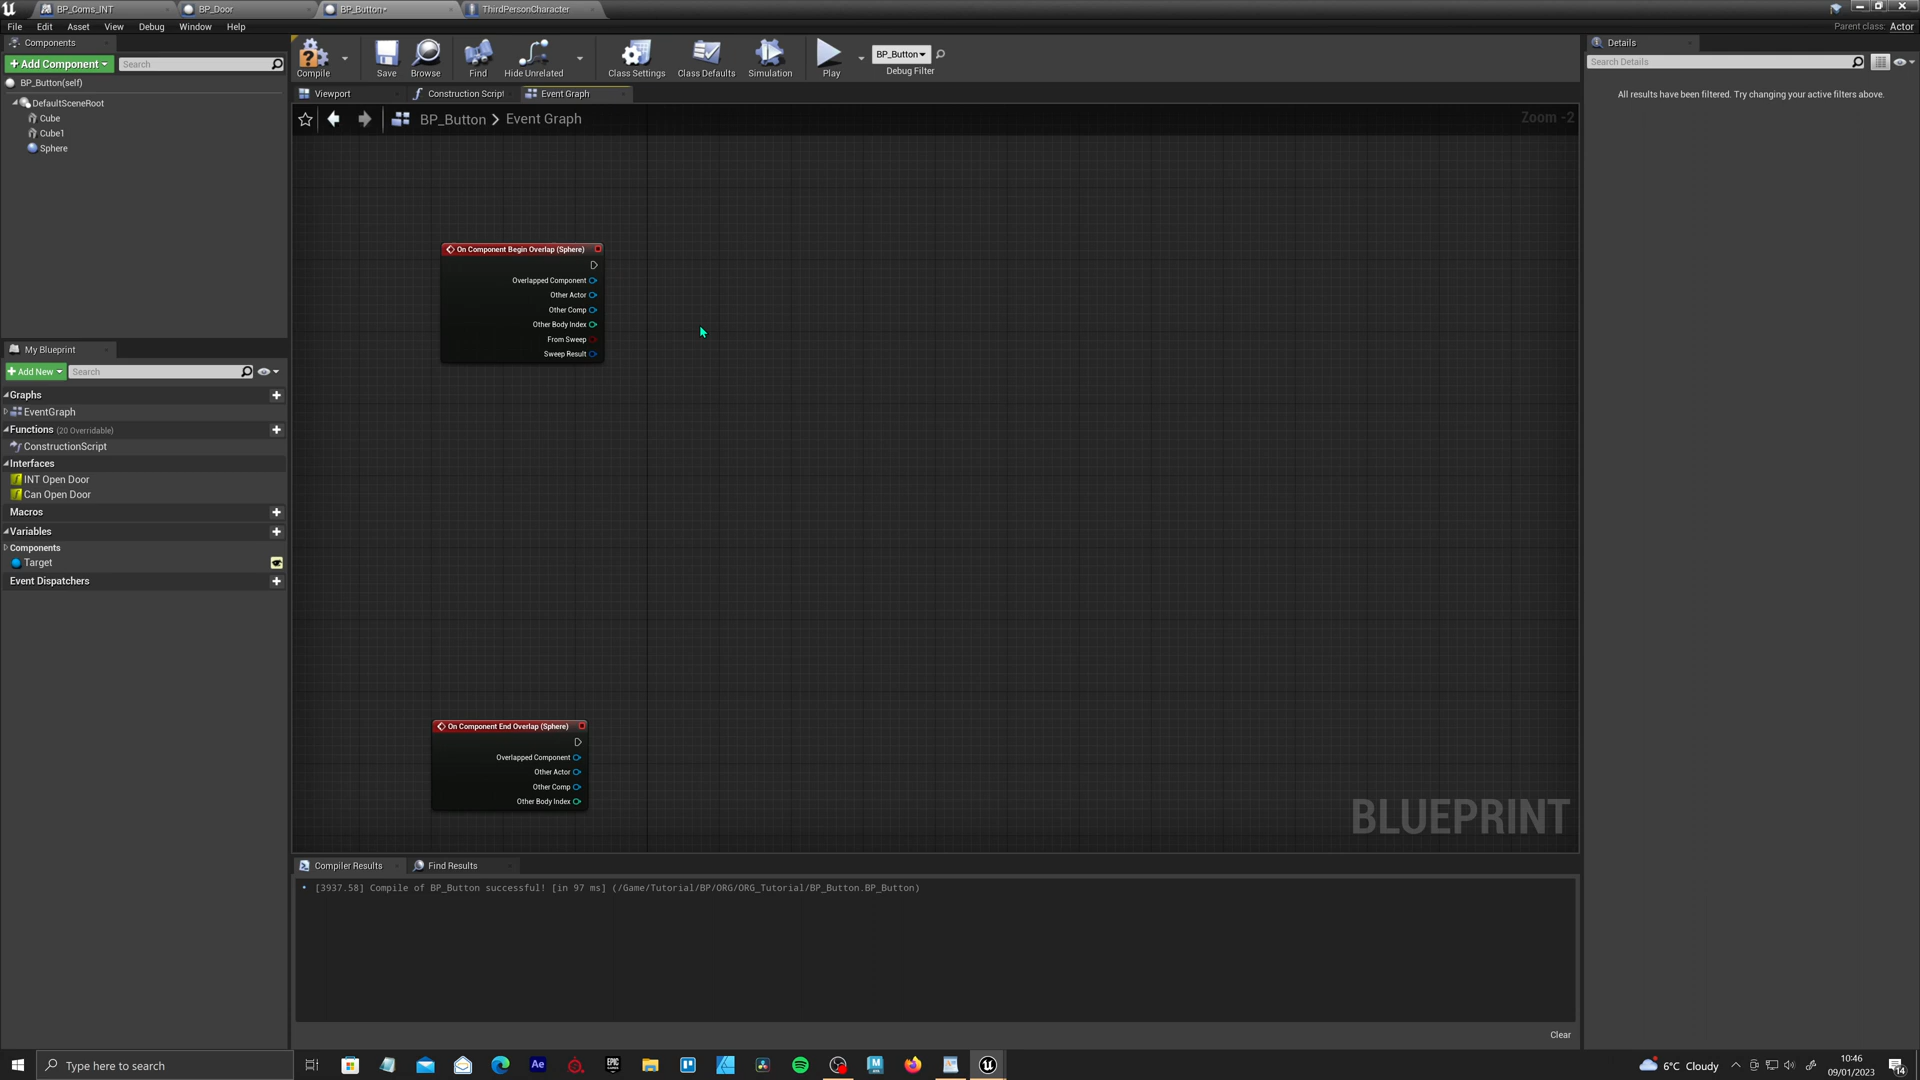 BP_Coms_INT
BP_Door
BP_Button*
ThirdPersonCharacter
File Edit Asset View Debug Window Help
Parent class: Actor
Components
Details
+ Add Component
Search
Compile
Save
Browse
Find
Hide Unrelated
Class Settings
Class Defaults
Simulation
Play
BP_Button
Debug Filter
Search Details
BP_Button(self)
Viewport
Construction Script
Event Graph
All results have been filtered. Try changing your active filters above.
DefaultSceneRoot
Cube
Cube1
Sphere
BP_Button > Event Graph
Zoom -2
On Component Begin Overlap (Sphere)
Overlapped Component
Other Actor
Other Comp
Other Body Index
From Sweep
Sweep Result
My Blueprint
+ Add New
Search
Graphs
EventGraph
Functions (20 Overridable)
ConstructionScript
Interfaces
INT Open Door
Can Open Door
Macros
Variables
Components
Target
Event Dispatchers
On Component End Overlap (Sphere)
Overlapped Component
Other Actor
Other Comp
Other Body Index
BLUEPRINT
Compiler Results
Find Results
[3937.58] Compile of BP_Button successful! [in 97 ms] (/Game/Tutorial/BP/ORG/ORG_Tutorial/BP_Button.BP_Button)
Clear
Type here to search
Ae
EPIC GAMES
6°C Cloudy
10:46
09/01/2023
14